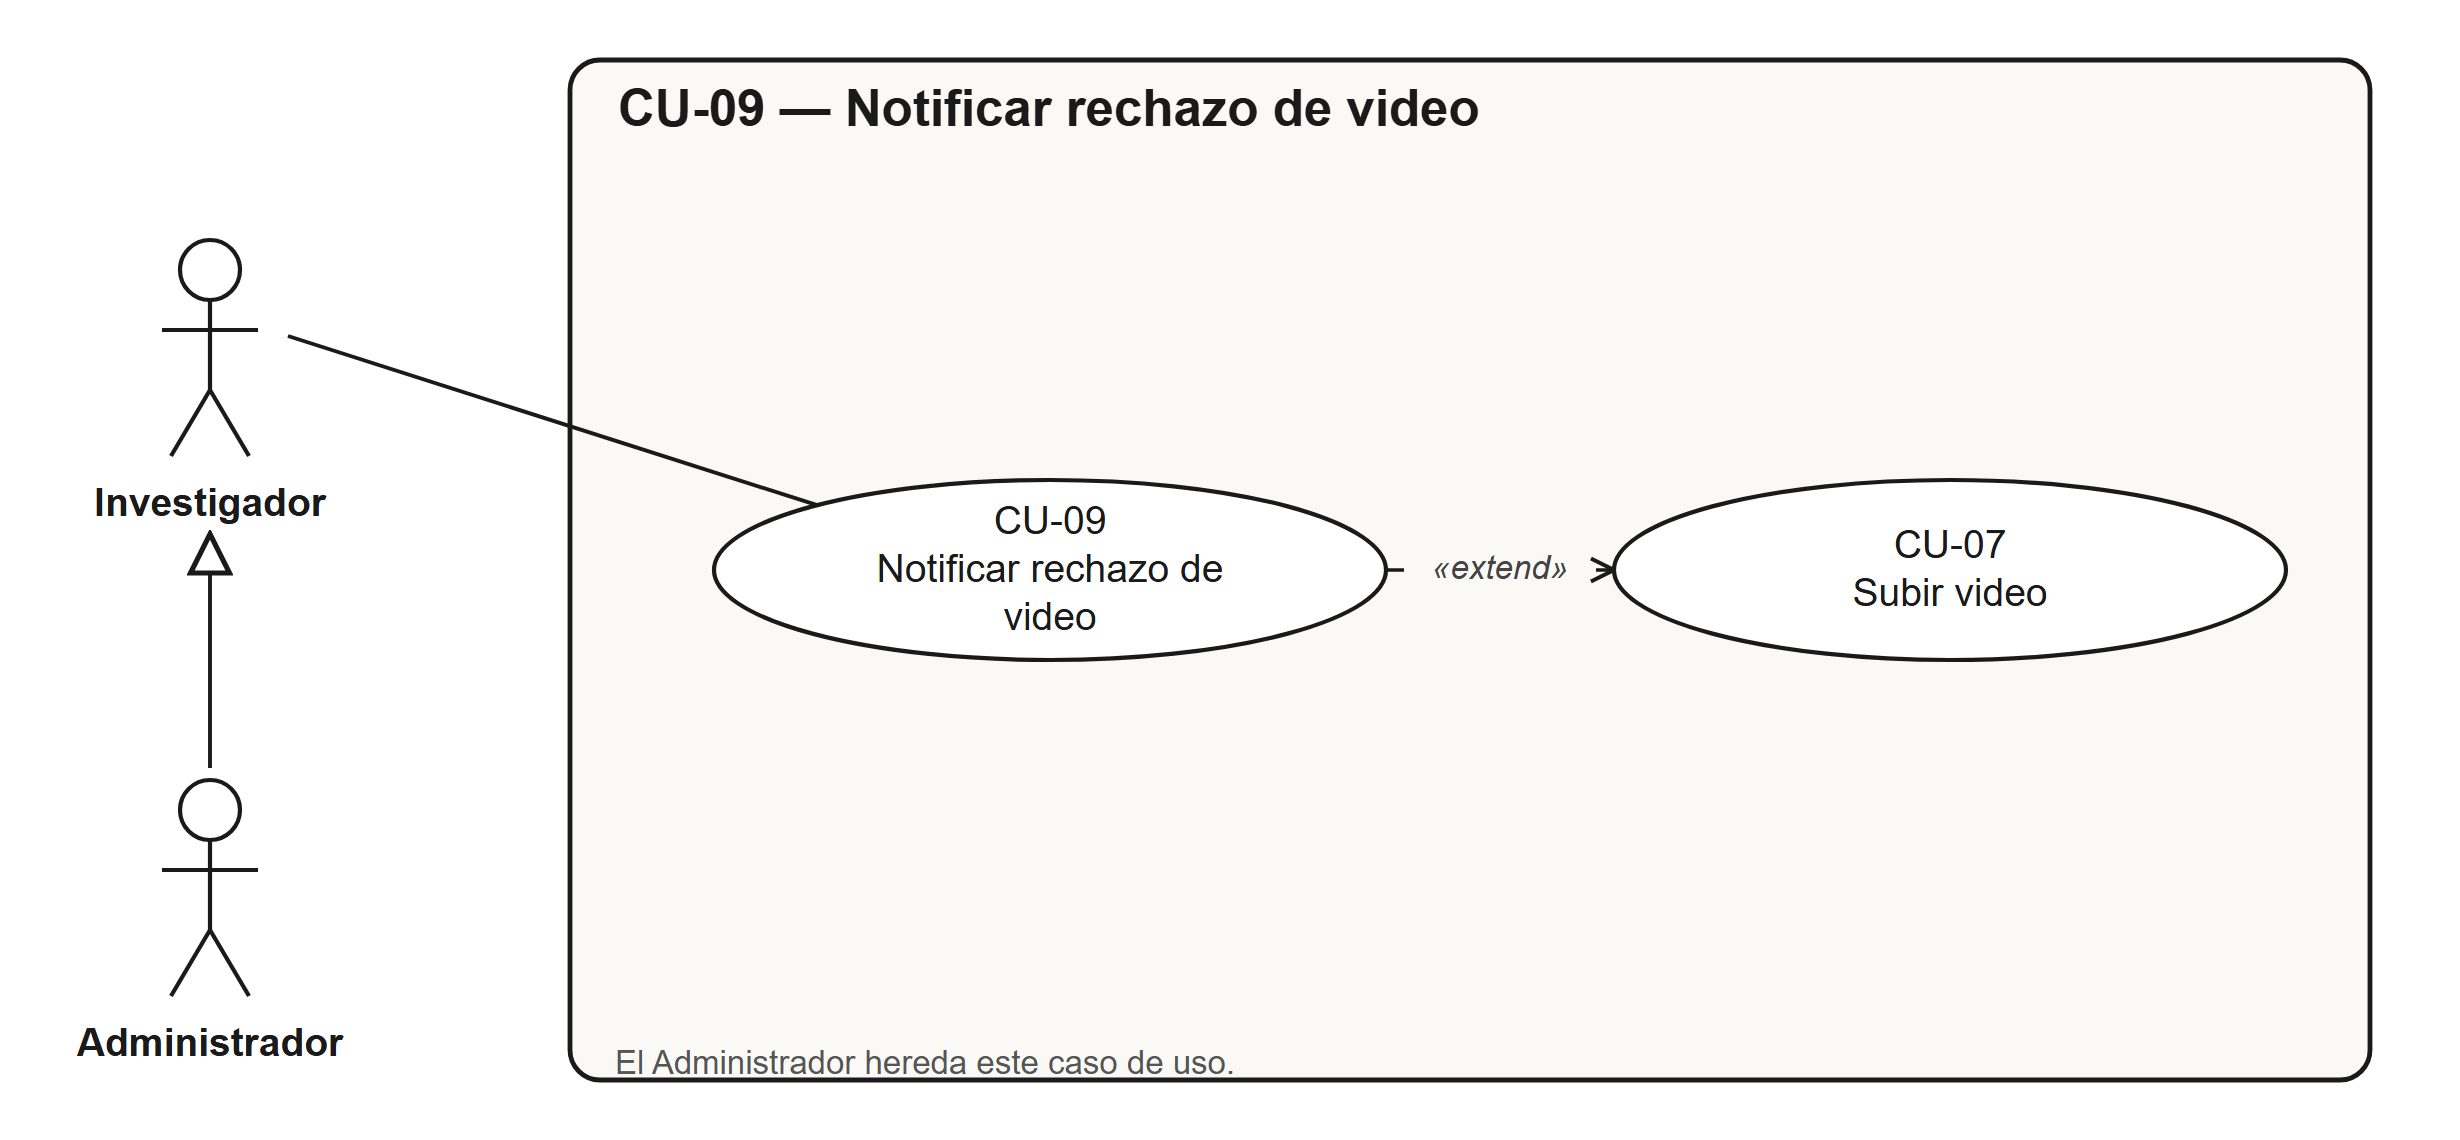 CU-09 — Notificar rechazo de video
Investigador
CU-09
Notificar rechazo de
video
«extend»
CU-07
Subir video
Administrador
El Administrador hereda este caso de uso.